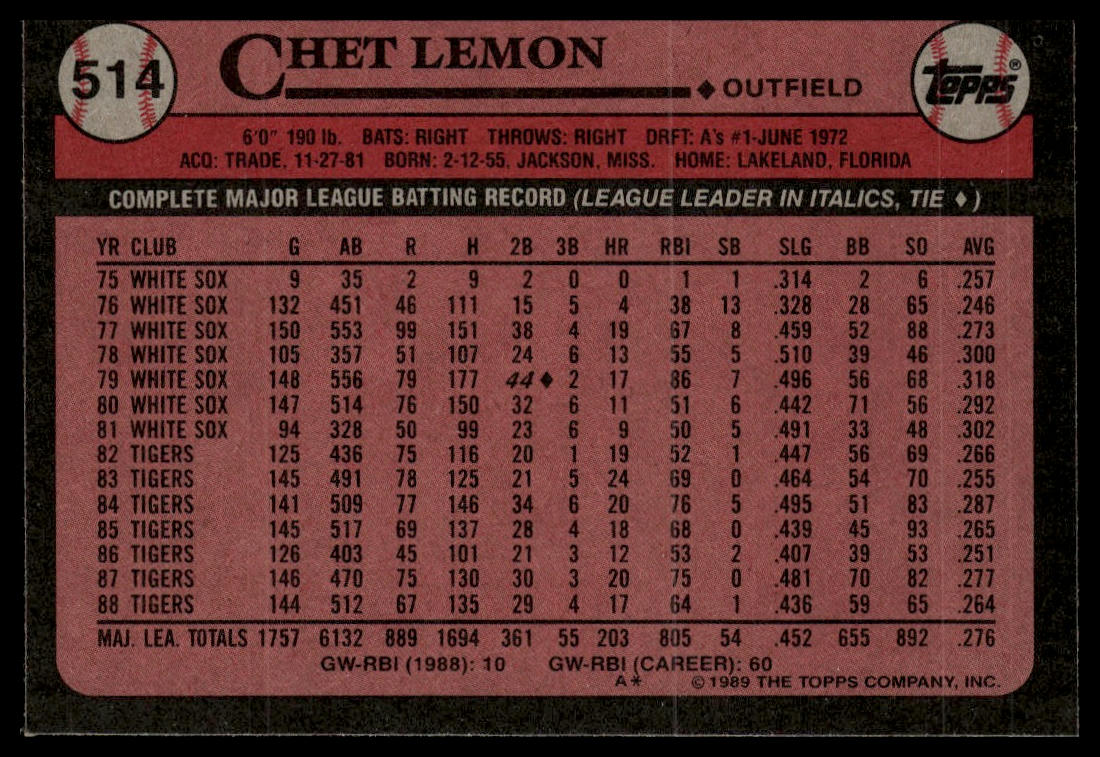 514 CHET LEMON ◆ OUTFIELD TOPPS®
6'0" 190 lb. BATS: RIGHT THROWS: RIGHT DRFT: A's #1-JUNE 1972
ACQ: TRADE, 11-27-81 BORN: 2-12-55, JACKSON, MISS. HOME: LAKELAND, FLORIDA
COMPLETE MAJOR LEAGUE BATTING RECORD (LEAGUE LEADER IN ITALICS, TIE ♦)
YR CLUB G AB R H 2B 3B HR RBI SB SLG BB SO AVG
75 WHITE SOX 9 35 2 9 2 0 0 1 1 .314 2 6 .257
76 WHITE SOX 132 451 46 111 15 5 4 38 13 .328 28 65 .246
77 WHITE SOX 150 553 99 151 38 4 19 67 8 .459 52 88 .273
78 WHITE SOX 105 357 51 107 24 6 13 55 5 .510 39 46 .300
79 WHITE SOX 148 556 79 177 44♦ 2 17 86 7 .496 56 68 .318
80 WHITE SOX 147 514 76 150 32 6 11 51 6 .442 71 56 .292
81 WHITE SOX 94 328 50 99 23 6 9 50 5 .491 33 48 .302
82 TIGERS 125 436 75 116 20 1 19 52 1 .447 56 69 .266
83 TIGERS 145 491 78 125 21 5 24 69 0 .464 54 70 .255
84 TIGERS 141 509 77 146 34 6 20 76 5 .495 51 83 .287
85 TIGERS 145 517 69 137 28 4 18 68 0 .439 45 93 .265
86 TIGERS 126 403 45 101 21 3 12 53 2 .407 39 53 .251
87 TIGERS 146 470 75 130 30 3 20 75 0 .481 70 82 .277
88 TIGERS 144 512 67 135 29 4 17 64 1 .436 59 65 .264
MAJ. LEA. TOTALS 1757 6132 889 1694 361 55 203 805 54 .452 655 892 .276
GW-RBI (1988): 10 GW-RBI (CAREER): 60
A* ©1989 THE TOPPS COMPANY, INC.